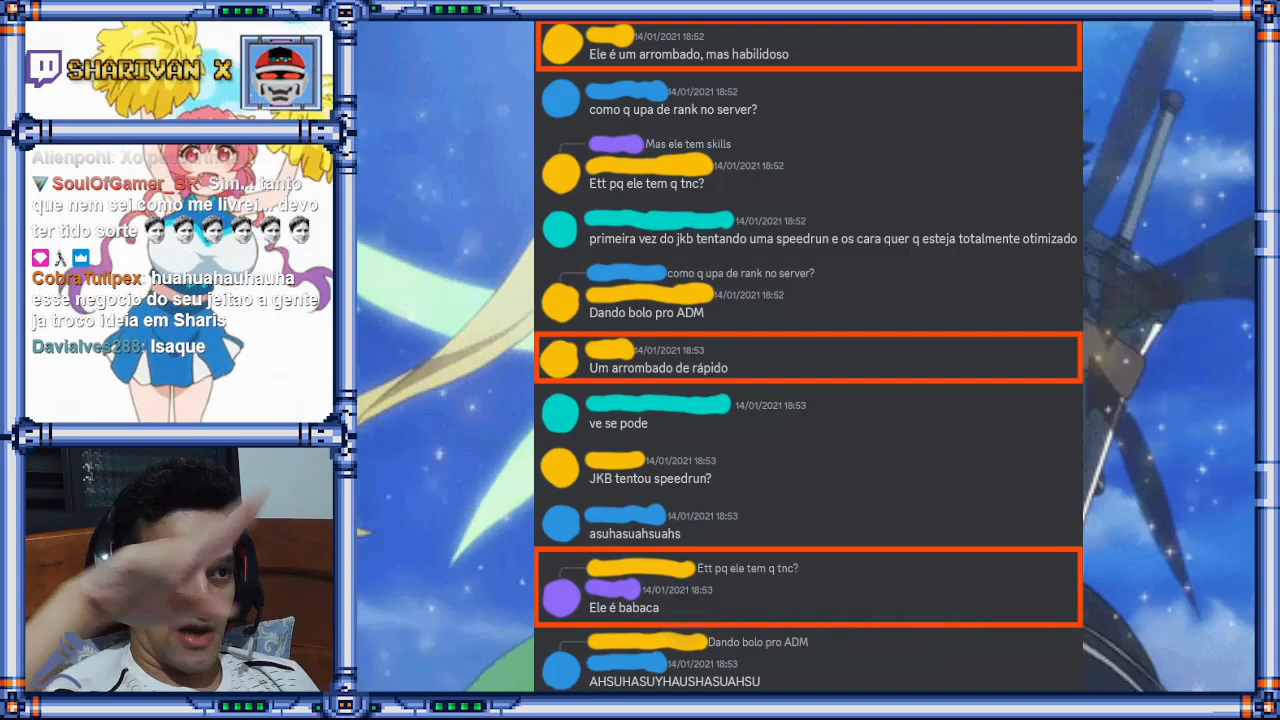 SHARIVAN X
Alienpohl: Xo
SoulOfGamer_BR: Sim... tanto
que nem sei como me livrei... devo
ter tido sorte
CobraTulipex: huahuahauhauha
esse negocio do seu jeitao a gente
ja troco ideia em Sharis
Davialves288: Isaque
14/01/2021 18:52
Ele é um arrombado, mas habilidoso
14/01/2021 18:52
como q upa de rank no server?
Mas ele tem skills
14/01/2021 18:52
Ett pq ele tem q tnc?
14/01/2021 18:52
primeira vez do jkb tentando uma speedrun e os cara quer q esteja totalmente otimizado
como q upa de rank no server?
14/01/2021 18:52
Dando bolo pro ADM
14/01/2021 18:53
Um arrombado de rápido
14/01/2021 18:53
ve se pode
14/01/2021 18:53
JKB tentou speedrun?
14/01/2021 18:53
asuhasuahsuahs
Ett pq ele tem q tnc?
14/01/2021 18:53
Ele é babaca
Dando bolo pro ADM
14/01/2021 18:53
AHSUHASUYHAUSHASUAHSU